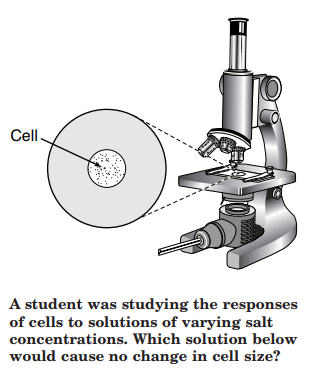 Cell
A student was studying the responses
of cells to solutions of varying salt
concentrations. Which solution below
would cause no change in cell size?